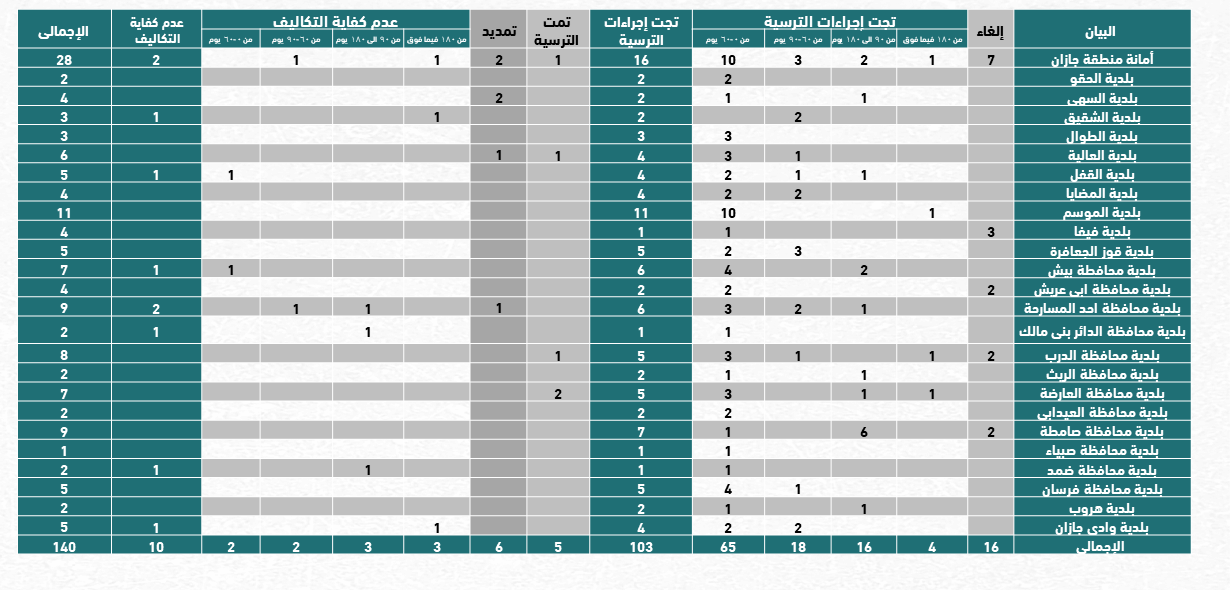 البيان إلغاء تجت إجراءات الترسية تجت إجراءات الترسية تمت الترسية تمديد عدم كفاية التكاليف عدم كفاية التكاليف الإجمالى
من ١٨٠ فيما فوق من ٩٠ الى ١٨٠ يوم من ٦٠-٩٠ يوم من ٠-٦٠ يوم من ١٨٠ فيما فوق من ٩٠ الى ١٨٠ يوم من ٦٠-٩٠ يوم من ٠-٦٠ يوم
أمانة منطقة جازان 7 1 2 3 10 16 1 2 1 1 2 28
بلدية الحقو 2 2 2
بلدية السهى 1 1 2 2 4
بلدية الشقيق 2 2 1 1 3
بلدية الطوال 3 3 3
بلدية العالية 1 3 4 1 1 6
بلدية القفل 1 1 2 4 1 1 5
بلدية المضايا 2 2 4 4
بلدية الموسم 1 10 11 11
بلدية فيفا 3 1 1 4
بلدية قوز الجعافرة 3 2 5 5
بلدية محافطة بيش 2 4 6 1 1 7
بلدية محافظة ابى عريش 2 2 2 4
بلدية محافظة احد المسارحة 1 2 3 6 1 1 1 2 9
بلدية محافظة الدائر بنى مالك 1 1 1 1 2
بلدية محافظة الدرب 2 1 1 3 5 1 8
بلدية محافظة الريث 1 1 2 2
بلدية محافظة العارضة 1 1 3 5 2 7
بلدية محافظة العيدابى 2 2 2
بلدية محافظة صامطة 2 6 1 7 9
بلدية محافظة صبياء 1 1 1
بلدية محافظة ضمد 1 1 1 1 2
بلدية محافظة فرسان 1 4 5 5
بلدية هروب 1 1 2 2
بلدية وادى جازان 2 2 4 1 1 5
الإجمالى 16 4 16 18 65 103 5 6 3 3 2 2 10 140